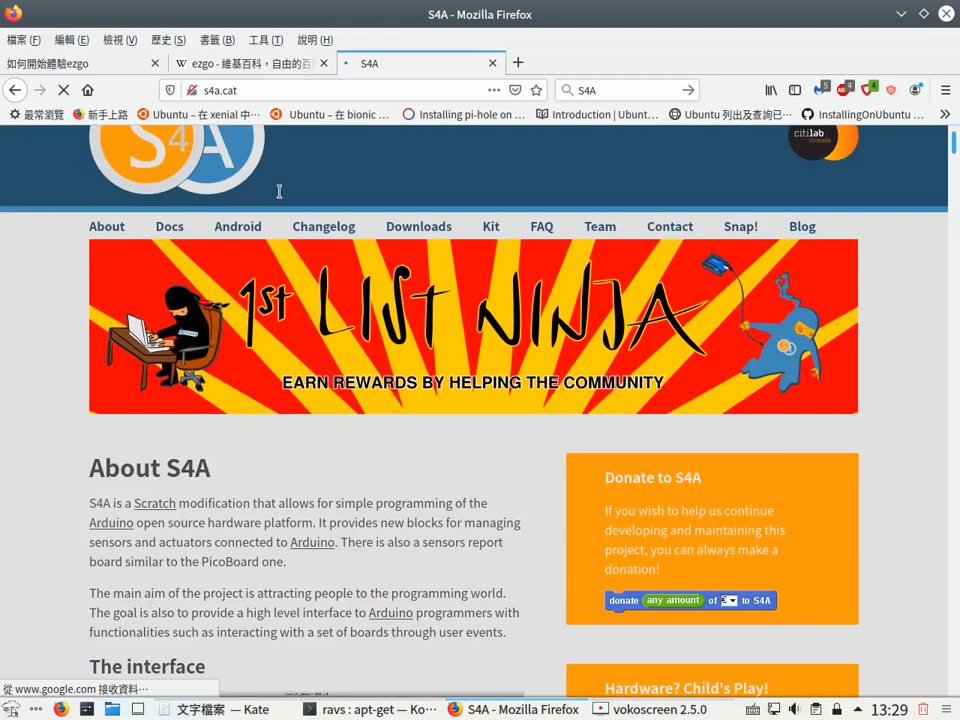 S4A - Mozilla Firefox
檔案 (F) 編輯 (E) 檢視 (V) 歷史 (S) 書籤 (B) 工具 (T) 說明 (H)
如何開始體驗ezgo
ezgo - 維基百科，自由的百
S4A
s4a.cat
S4A
5 4 4
最常瀏覽 新手上路 Ubuntu – 在 xenial 中… Ubuntu – 在 bionic … Installing pi-hole on … Introduction | Ubunt… Ubuntu 列出及查詢已… InstallingOnUbuntu
S4A
citilab
About Docs Android Changelog Downloads Kit FAQ Team Contact Snap! Blog
1st LIST NINJA
EARN REWARDS BY HELPING THE COMMUNITY
About S4A
S4A is a Scratch modification that allows for simple programming of the
Arduino open source hardware platform. It provides new blocks for managing
sensors and actuators connected to Arduino. There is also a sensors report
board similar to the PicoBoard one.
The main aim of the project is attracting people to the programming world.
The goal is also to provide a high level interface to Arduino programmers with
functionalities such as interacting with a set of boards through user events.
The interface
Donate to S4A
If you wish to help us continue
developing and maintaining this
project, you can always make a
donation!
donate any amount of € to S4A
Hardware? Child's Play!
從 www.google.com 接收資料…
文字檔案 — Kate
ravs : apt-get — Ko…
S4A - Mozilla Firefox
vokoscreen 2.5.0
13:29